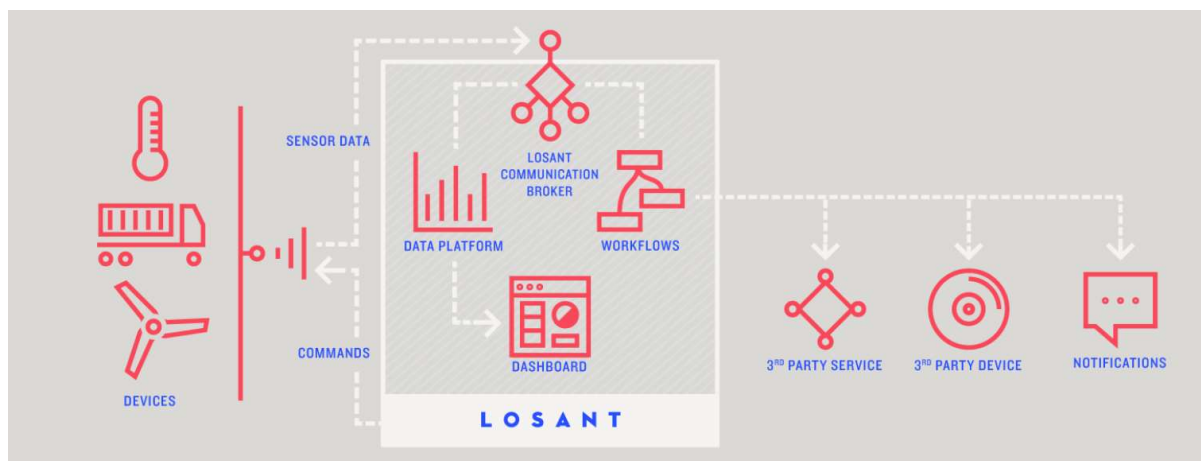 SENSOR DATA
LOSANT
COMMUNICATION
BROKER
DATA PLATFORM
WORKFLOWS
COMMANDS
DASHBOARD
DEVICES
3RD PARTY SERVICE
3RD PARTY DEVICE
NOTIFICATIONS
LOSANT